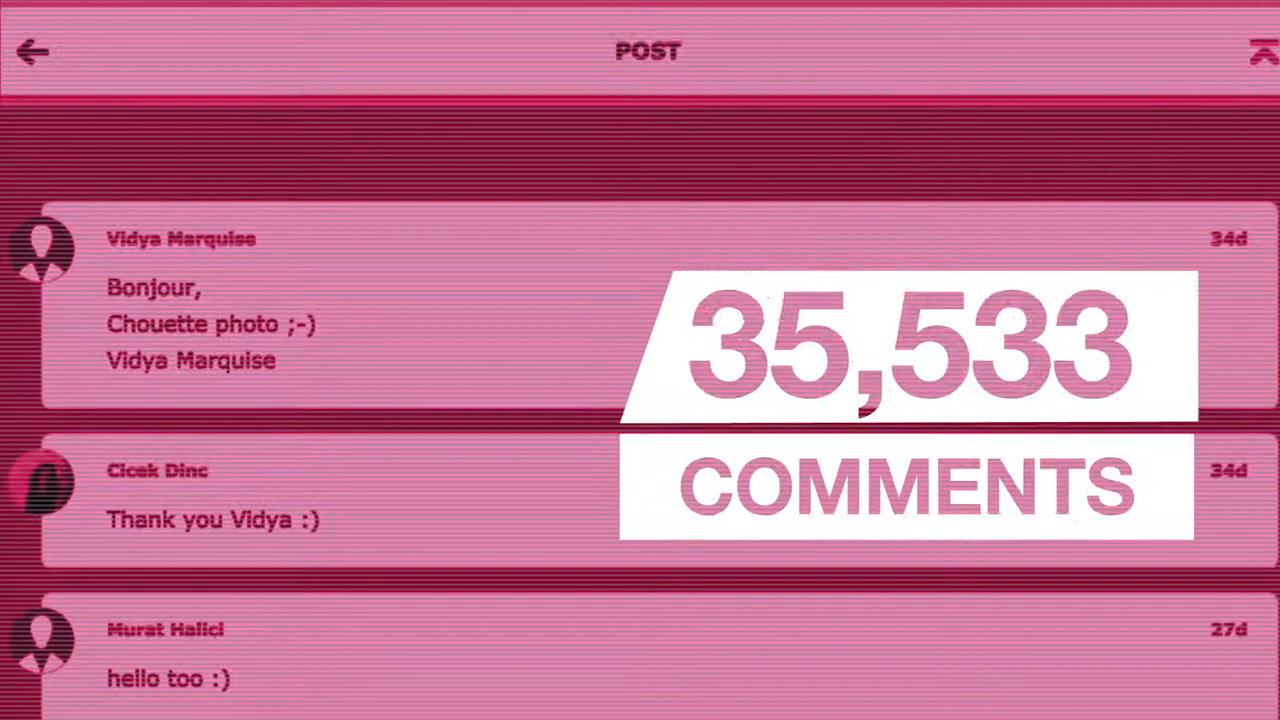 POST
Vidya Marquise 34d
Bonjour,
Chouette photo ;-)
Vidya Marquise
35,533
COMMENTS
Cicek Dinc 34d
Thank you Vidya :)
Murat Halici 27d
hello too :)